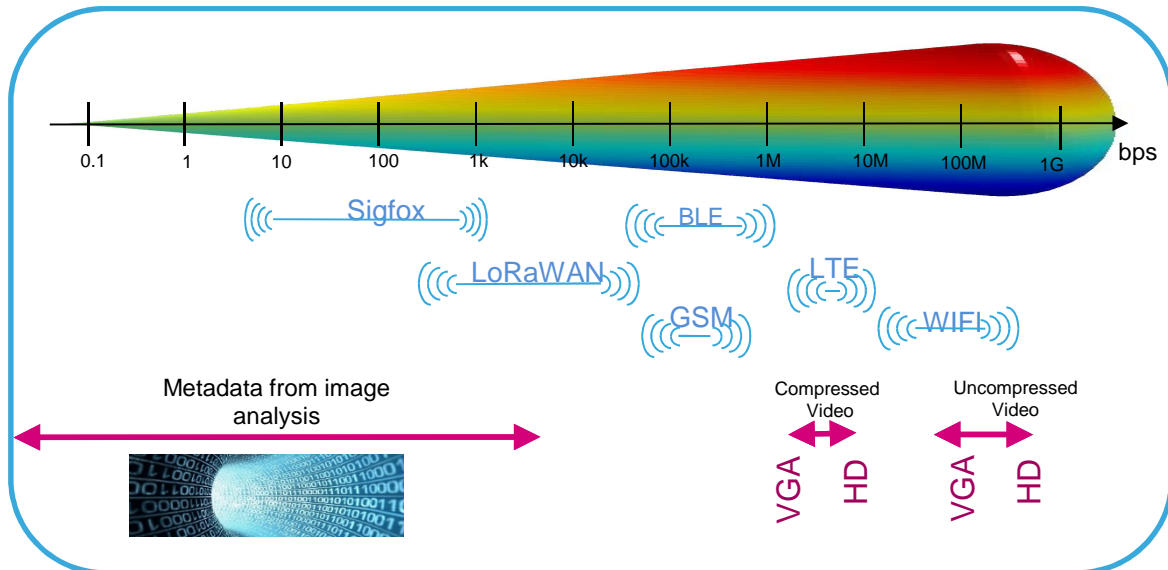 0.1 1 10 100 1k 10k 100k 1M 10M 100M 1G bps
Sigfox
BLE
LoRaWAN
LTE
GSM
WIFI
Metadata from image
analysis
Compressed
Video
Uncompressed
Video
VGA
HD
VGA
HD